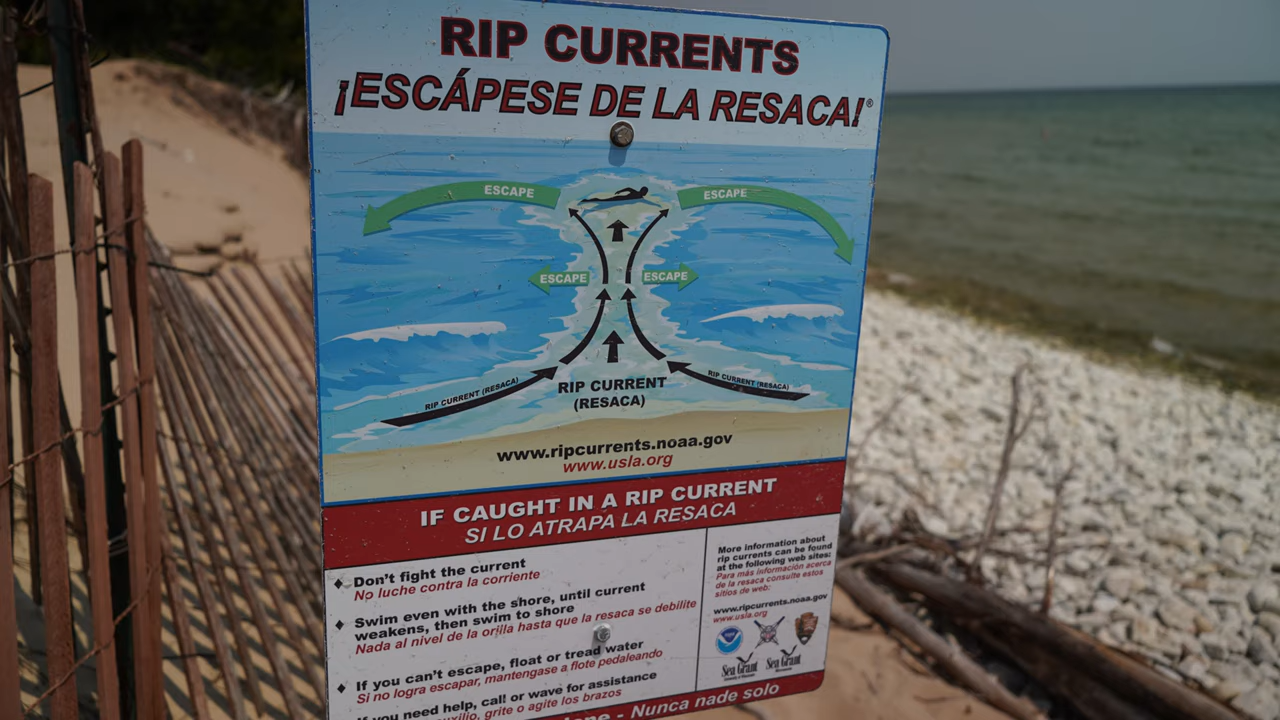 RIP CURRENTS
¡ESCÁPESE DE LA RESACA!®
ESCAPE
ESCAPE
ESCAPE
ESCAPE
RIP CURRENT (RESACA)
RIP CURRENT
(RESACA)
RIP CURRENT (RESACA)
www.ripcurrents.noaa.gov
www.usla.org
IF CAUGHT IN A RIP CURRENT
SI LO ATRAPA LA RESACA
♦ Don't fight the current
No luche contra la corriente
♦ Swim even with the shore, until current
weakens, then swim to shore
Nada al nivel de la orilla hasta que la resaca se debilite
♦ If you can't escape, float or tread water
Si no logra escapar, mantengase a flote pedaleando
If you need help, call or wave for assistance
grite o agite los brazos
- Nunca nade solo
More information about
rip currents can be found
at the following web sites:
Para más información acerca
de la resaca consulte estos
sitios de web:
www.ripcurrents.noaa.gov
www.usla.org
Sea Grant
Sea Grant